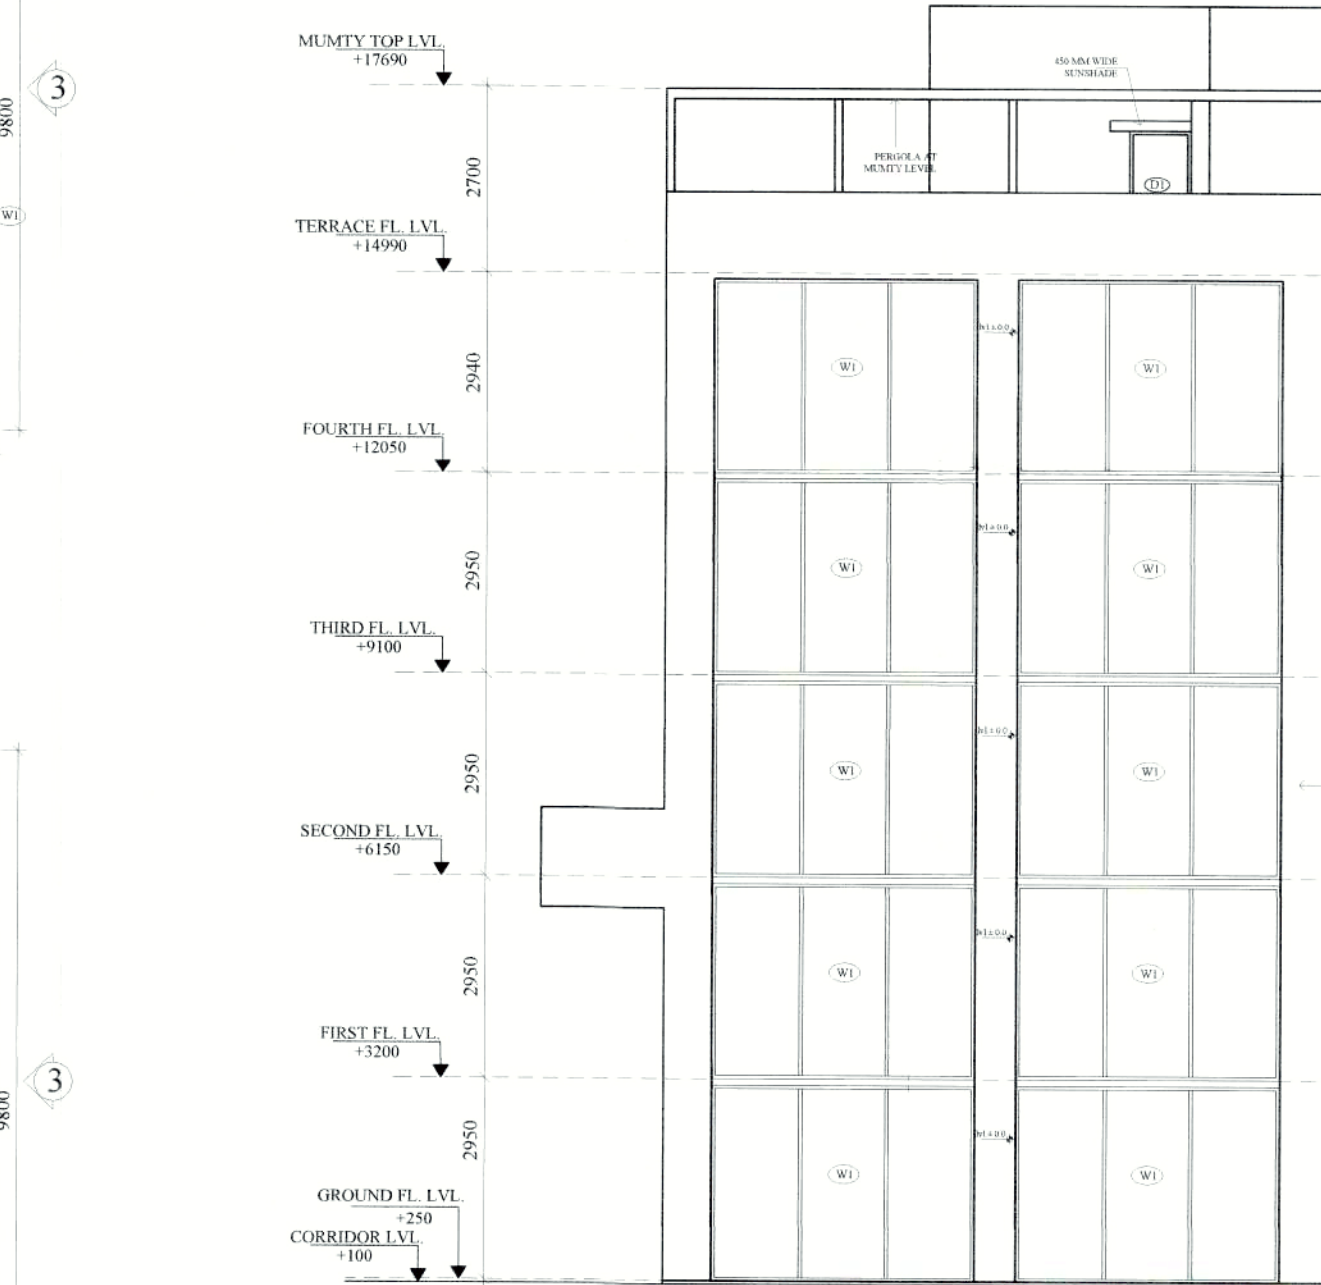 MUMTY TOP LVL.
+17690
450 MM WIDE
SUNSHADE
3
9800
PERGOLA AT
MUMTY LEVEL
D1
2700
W1
TERRACE FL. LVL.
+14990
2940
W1
W1
FOURTH FL. LVL.
+12050
2950
W1
W1
THIRD FL. LVL.
+9100
2950
W1
W1
SECOND FL. LVL.
+6150
2950
W1
W1
FIRST FL. LVL.
+3200
3
9800
2950
W1
W1
GROUND FL. LVL.
+250
CORRIDOR LVL.
+100